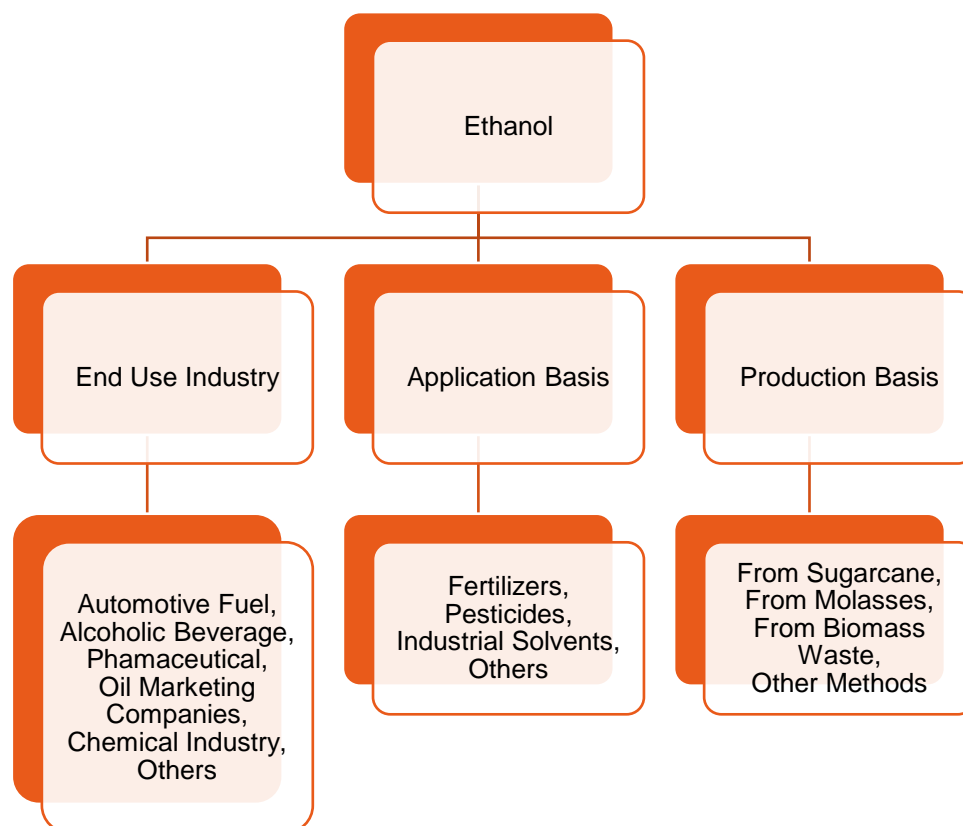 Ethanol
End Use Industry
Application Basis
Production Basis
Automotive Fuel,
Alcoholic Beverage,
Phamaceutical,
Oil Marketing
Companies,
Chemical Industry,
Others
Fertilizers,
Pesticides,
Industrial Solvents,
Others
From Sugarcane,
From Molasses,
From Biomass
Waste,
Other Methods